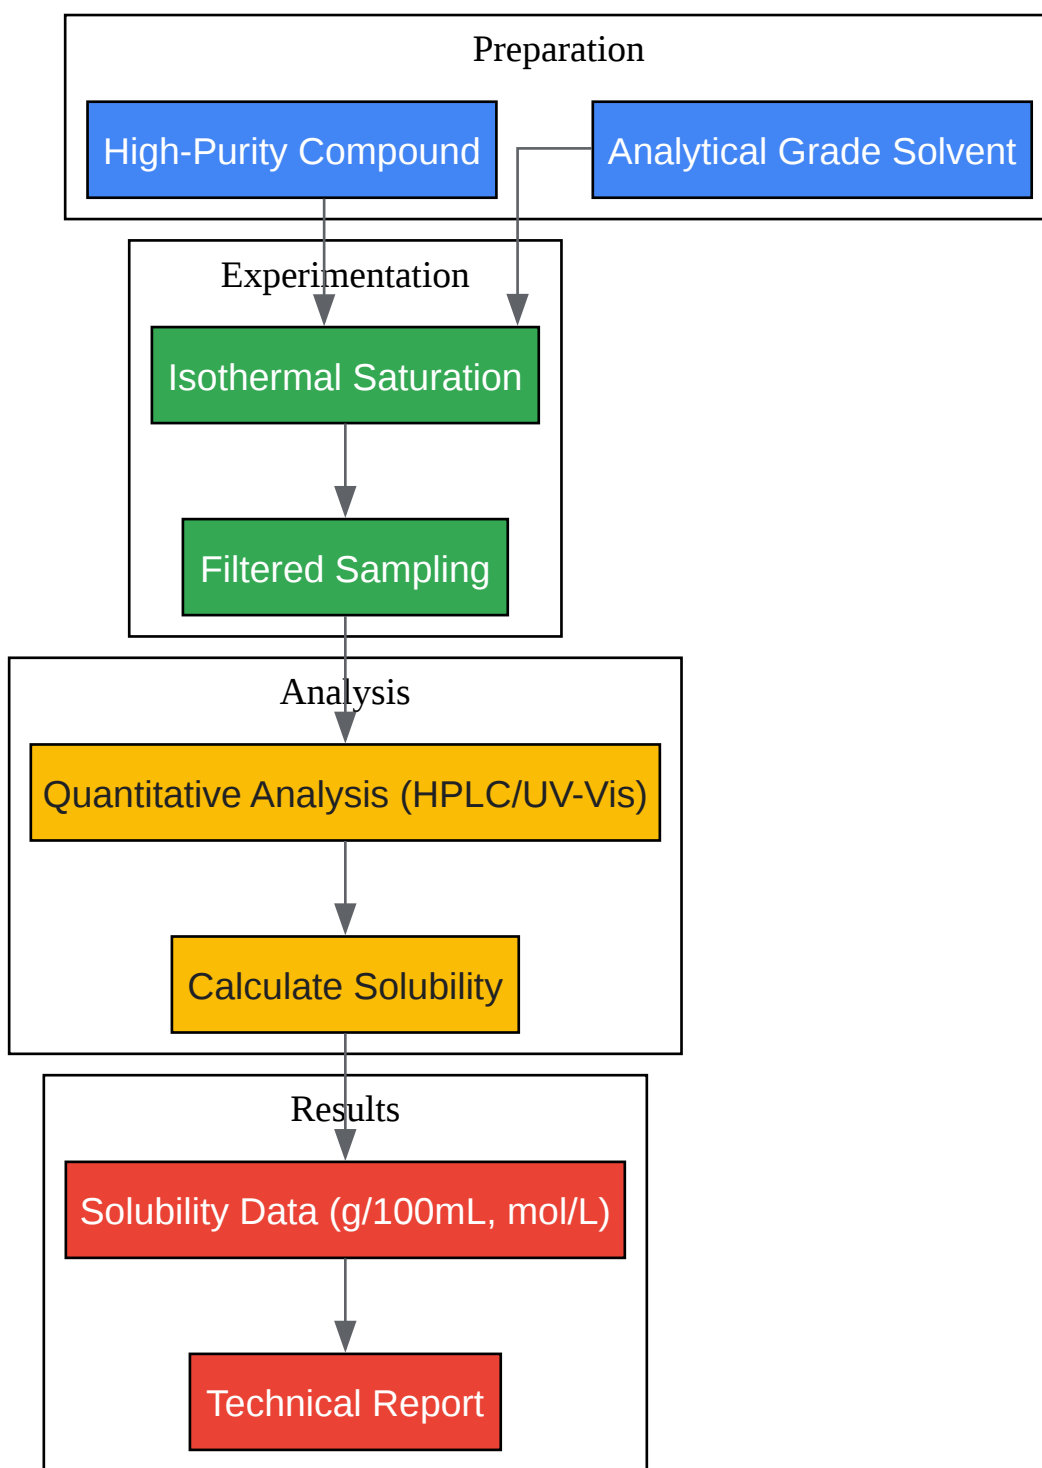 Preparation
High-Purity Compound
Analytical Grade Solvent
Experimentation
Isothermal Saturation
Filtered Sampling
Analysis
Quantitative Analysis (HPLC/UV-Vis)
Calculate Solubility
Results
Solubility Data (g/100mL, mol/L)
Technical Report